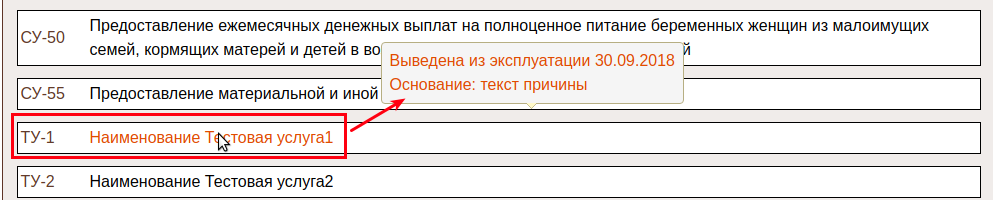 СУ-50
Предоставление ежемесячных денежных выплат на полноценное питание беременных женщин из малоимущих
семей, кормящих матерей и детей в во й
Выведена из эксплуатации 30.09.2018
Основание: текст причины
СУ-55
Предоставление материальной и иной
ТУ-1
Наименование Тестовая услуга1
ТУ-2
Наименование Тестовая услуга2